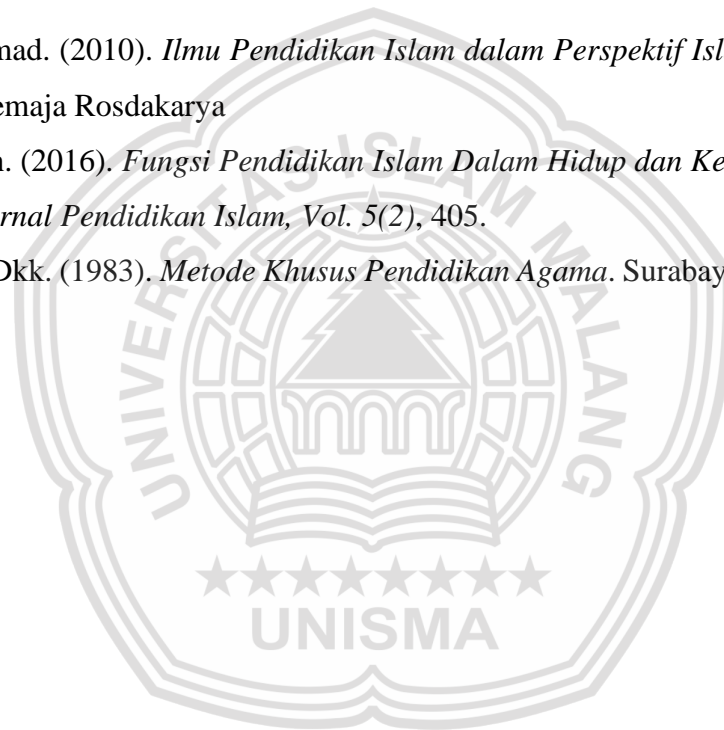 mad. (2010). Ilmu Pendidikan Islam dalam Perspektif Isl
emaja Rosdakarya
n. (2016). Fungsi Pendidikan Islam Dalam Hidup dan Ke
rnal Pendidikan Islam, Vol. 5(2), 405.
Dkk. (1983). Metode Khusus Pendidikan Agama. Surabay
UNIVERSITAS ISLAM MALANG
UNISMA